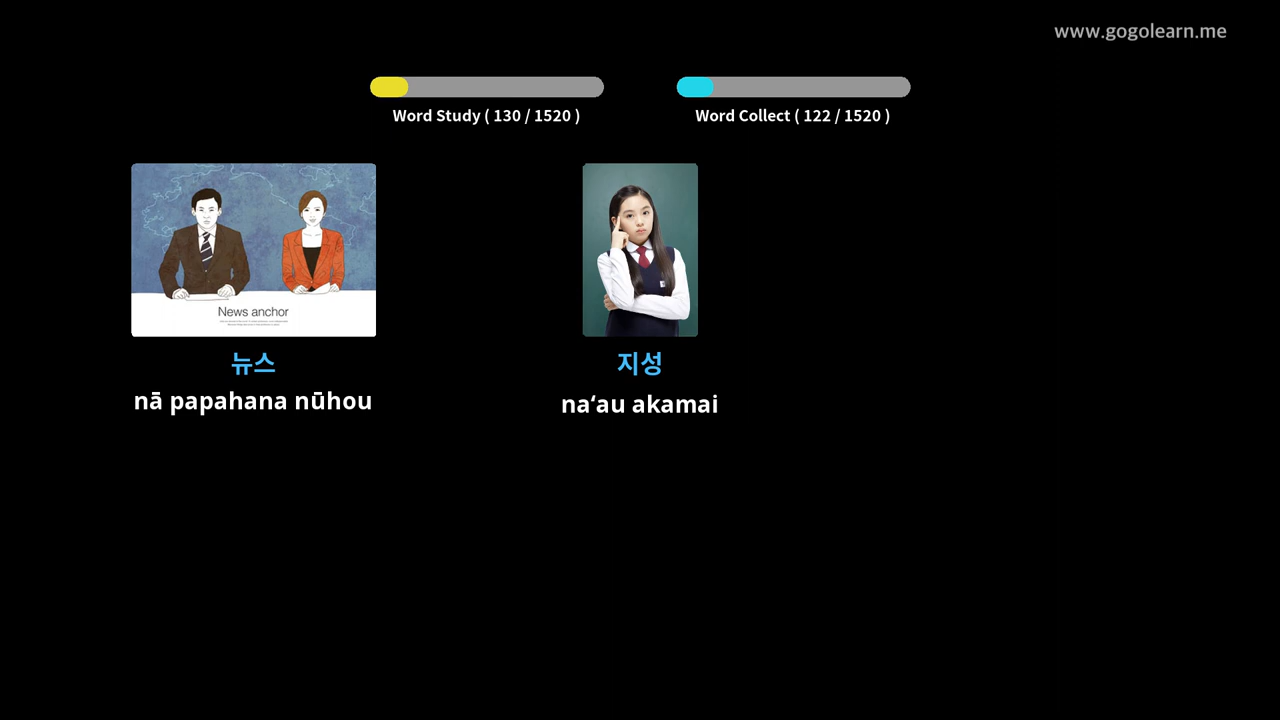 www.gogolearn.me
Word Study ( 130 / 1520 )
Word Collect ( 122 / 1520 )
News anchor
뉴스
지성
nā papahana nūhou
naʻau akamai